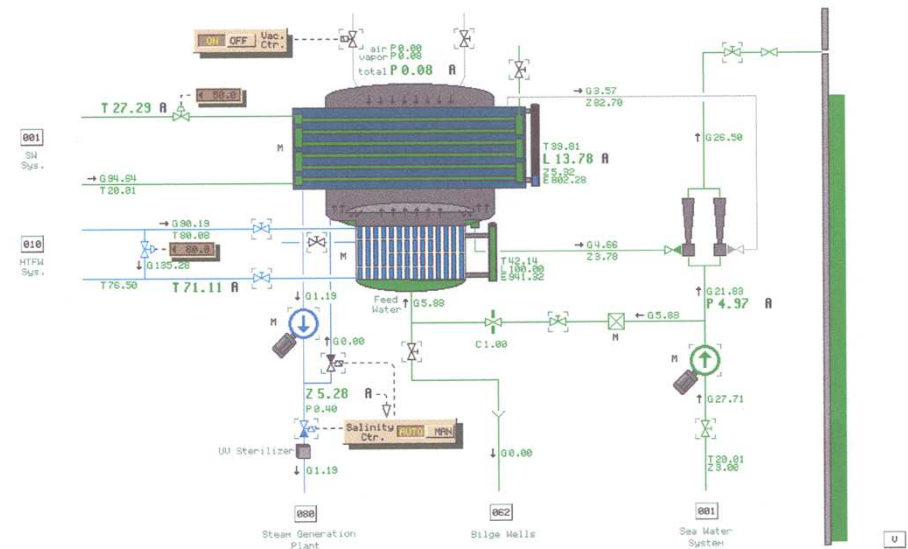 ON OFF Vac. Ctr.
air P 0.00
vapor P 0.08
total P 0.08 A
50.0
T 27.29 A
G3.57
Z82.70
001
SW Sys.
M
G94.64
T20.01
T39.81
L 13.78 A
Z5.32
E802.28
G26.50
010
HTFW Sys.
G90.19
T80.08
80.0
G135.28
T76.50
T 71.11 A
M
T42.14
L100.00
E941.32
G4.66
Z3.78
Feed Water
G5.88
G1.19
M
G0.00
C1.00
M
G5.88
G21.83
P 4.97 A
M
G27.71
Z 5.28 A
P0.40
Salinity Ctr. AUTO MAN
UV Sterilizer
G1.19
G0.00
T20.01
Z3.00
080
Steam Generation Plant
062
Bilge Wells
001
Sea Water System
U